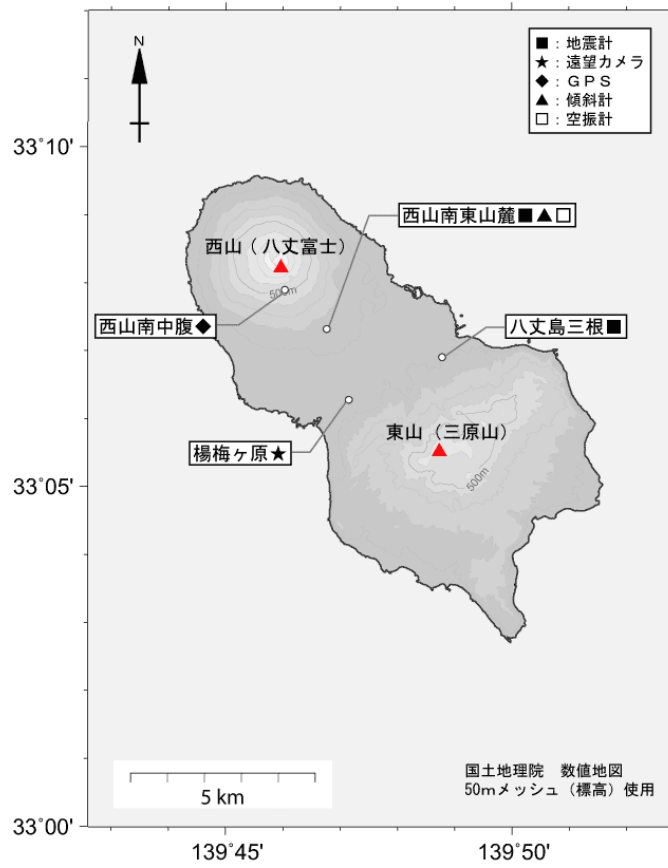 N
■：地震計
★：遠望カメラ
◆：ＧＰＳ
▲：傾斜計
□：空振計
33°10'
西山南東山麓■▲□
西山（八丈富士）
500m
西山南中腹◆
八丈島三根■
東山（三原山）
楊梅ヶ原★
500m
33°05'
国土地理院　数値地図
50mメッシュ（標高）使用
5 km
33°00'
139°45'
139°50'